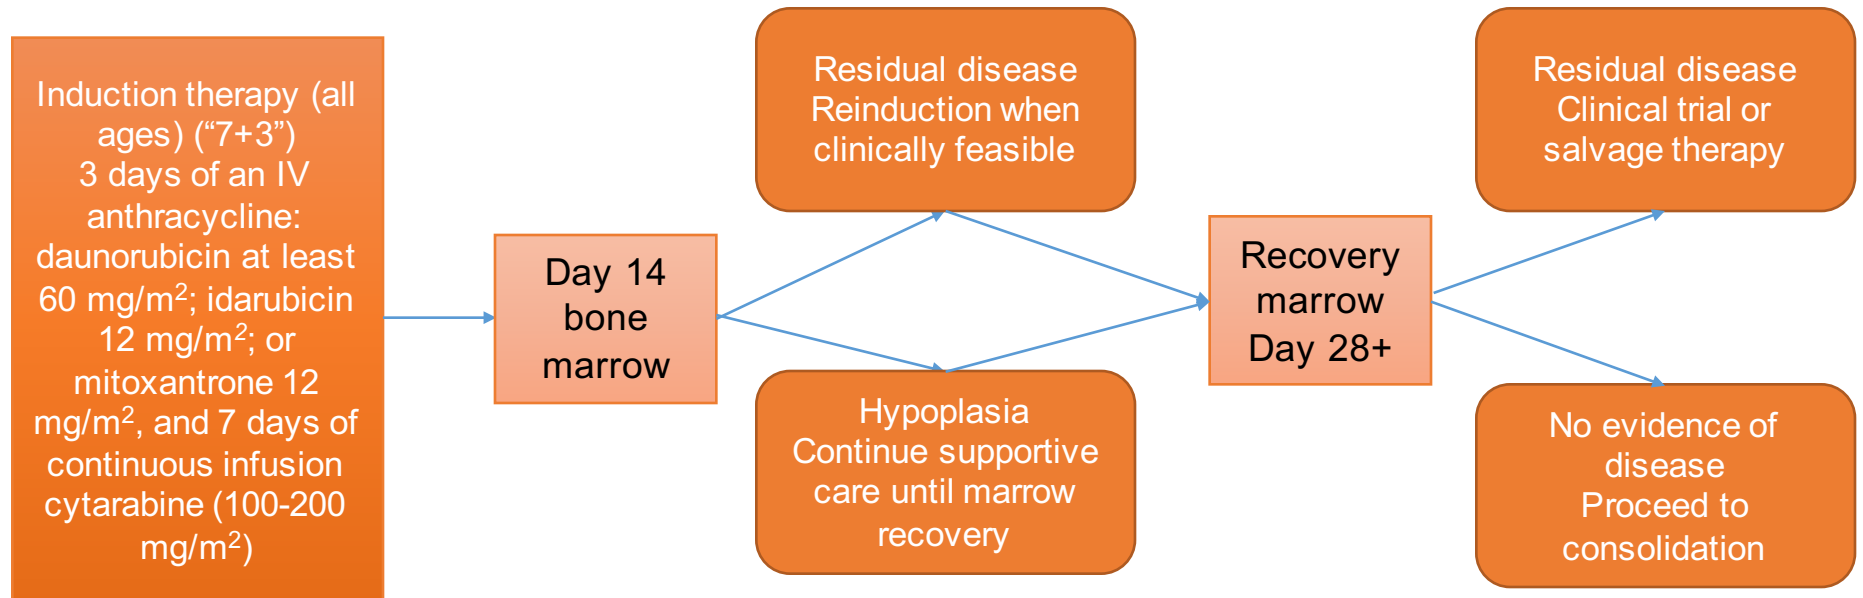 Induction therapy (all
ages) (“7+3”)
3 days of an IV
anthracycline:
daunorubicin at least
60 mg/m²; idarubicin
12 mg/m²; or
mitoxantrone 12
mg/m², and 7 days of
continuous infusion
cytarabine (100-200
mg/m²)
Day 14
bone
marrow
Residual disease
Reinduction when
clinically feasible
Hypoplasia
Continue supportive
care until marrow
recovery
Recovery
marrow
Day 28+
Residual disease
Clinical trial or
salvage therapy
No evidence of
disease
Proceed to
consolidation